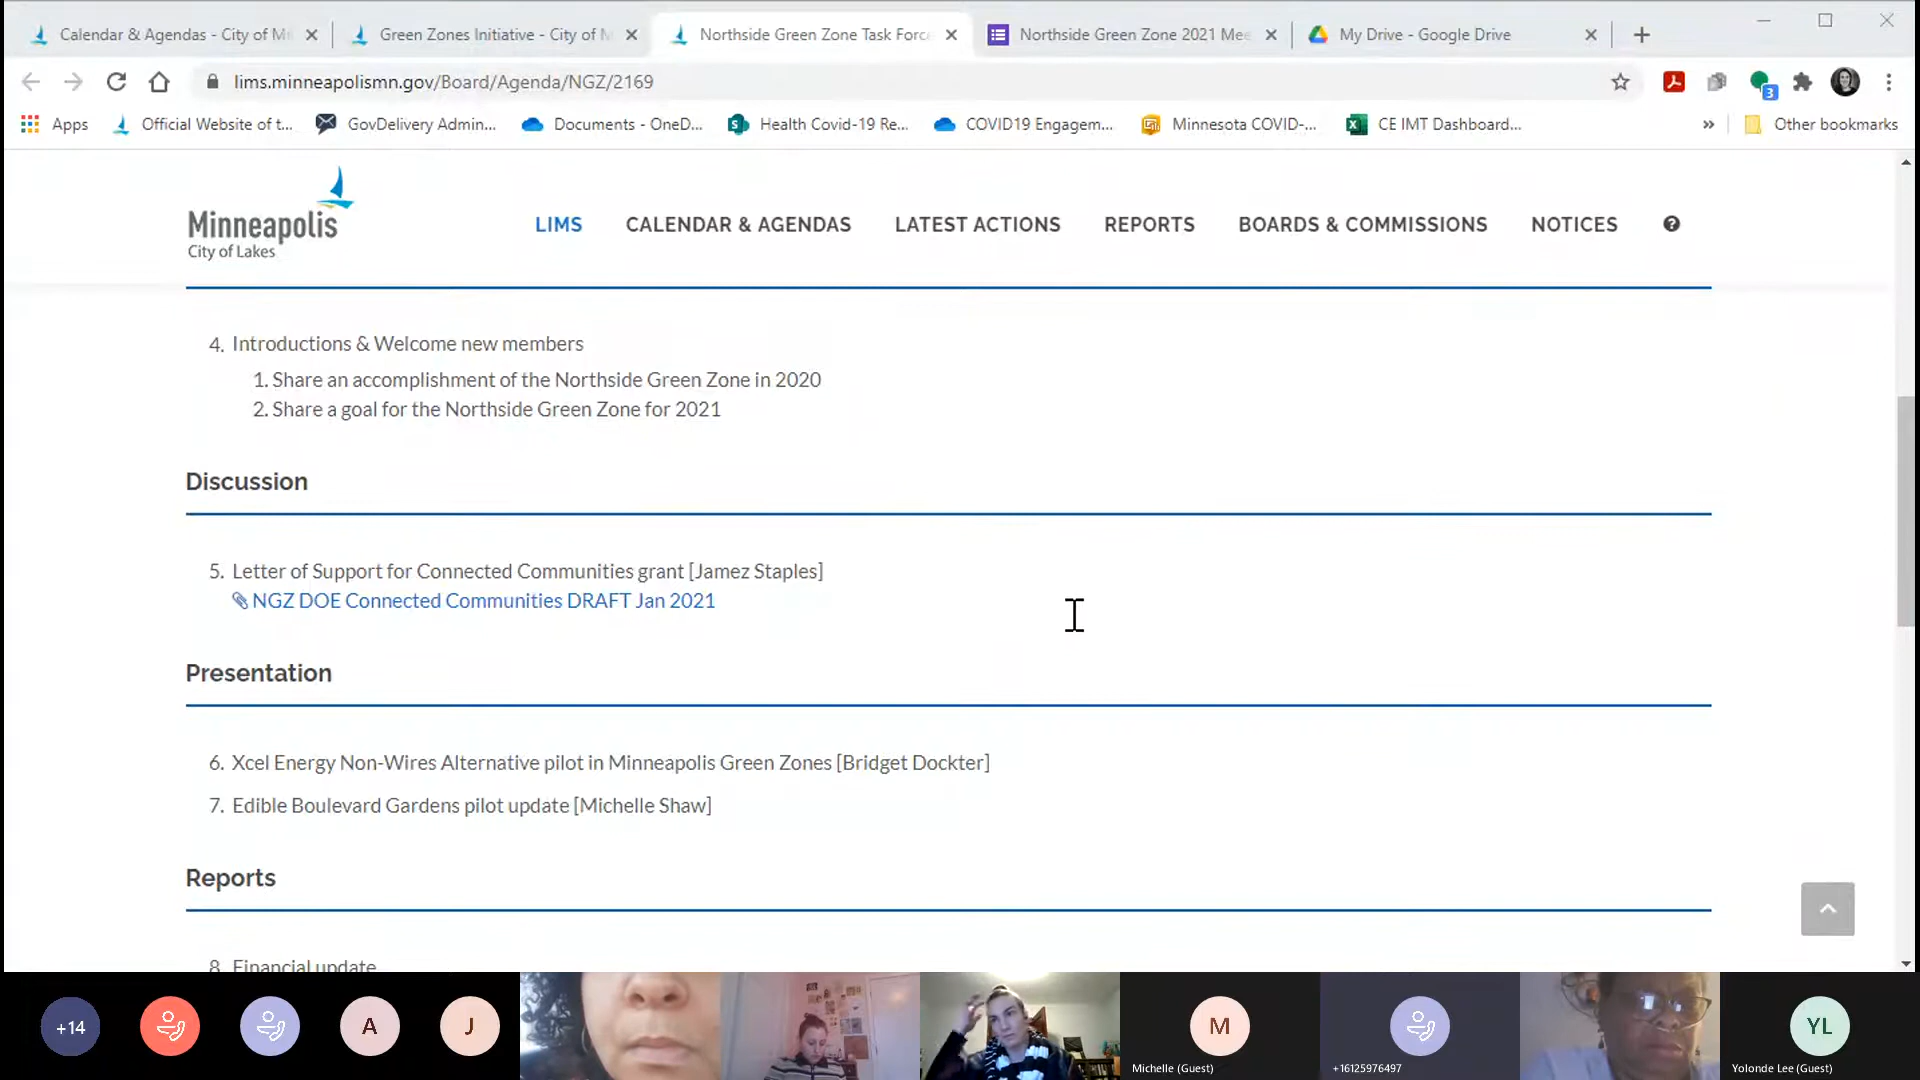 Calendar & Agendas - City of Mi
Green Zones Initiative - City of M
Northside Green Zone Task Force
Northside Green Zone 2021 Mee
My Drive - Google Drive
lims.minneapolismn.gov/Board/Agenda/NGZ/2169
3
Apps
Official Website of t...
GovDelivery Admin...
Documents - OneD...
Health Covid-19 Re...
COVID19 Engagem...
Minnesota COVID-...
CE IMT Dashboard...
»
Other bookmarks
Minneapolis
City of Lakes
LIMS
CALENDAR & AGENDAS
LATEST ACTIONS
REPORTS
BOARDS & COMMISSIONS
NOTICES
?
4. Introductions & Welcome new members
1. Share an accomplishment of the Northside Green Zone in 2020
2. Share a goal for the Northside Green Zone for 2021
Discussion
5. Letter of Support for Connected Communities grant [Jamez Staples]
NGZ DOE Connected Communities DRAFT Jan 2021
Presentation
6. Xcel Energy Non-Wires Alternative pilot in Minneapolis Green Zones [Bridget Dockter]
7. Edible Boulevard Gardens pilot update [Michelle Shaw]
Reports
8. Financial update
+14
A
J
M
Michelle (Guest)
+16125976497
YL
Yolonde Lee (Guest)